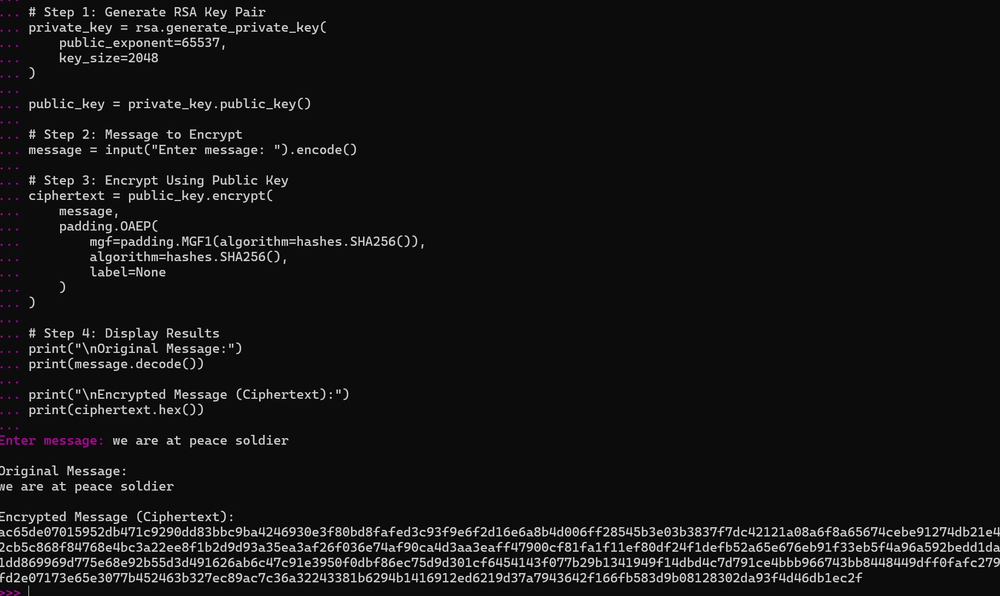 ...
... # Step 1: Generate RSA Key Pair
... private_key = rsa.generate_private_key(
...     public_exponent=65537,
...     key_size=2048
... )
...
... public_key = private_key.public_key()
...
... # Step 2: Message to Encrypt
... message = input("Enter message: ").encode()
...
... # Step 3: Encrypt Using Public Key
... ciphertext = public_key.encrypt(
...     message,
...     padding.OAEP(
...         mgf=padding.MGF1(algorithm=hashes.SHA256()),
...         algorithm=hashes.SHA256(),
...         label=None
...     )
... )
...
... # Step 4: Display Results
... print("\nOriginal Message:")
... print(message.decode())
...
... print("\nEncrypted Message (Ciphertext):")
... print(ciphertext.hex())
...
Enter message: we are at peace soldier
Original Message:
we are at peace soldier
Encrypted Message (Ciphertext):
ac65de07015952db471c9290dd83bbc9ba4246930e3f80bd8fafed3c93f9e6f2d16e6a8b4d006ff28545b3e03b3837f7dc42121a08a6f8a65674cebe91274db21e4
2cb5c868f84768e4bc3a22ee8f1b2d9d93a35ea3af26f036e74af90ca4d3aa3eaff47900cf81fa1f11ef80df24f1defb52a65e676eb91f33eb5f4a96a592bedd1da
1dd869969d775e68e92b55d3d491626ab6c47c91e3950f0dbf86ec75d9d301cf6454143f077b29b1341949f14dbd4c7d791ce4bbb966743bb8448449dff0fafc279
fd2e07173e65e3077b452463b327ec89ac7c36a32243381b6294b1416912ed6219d37a7943642f166fb583d9b08128302da93f4d46db1ec2f
>>>